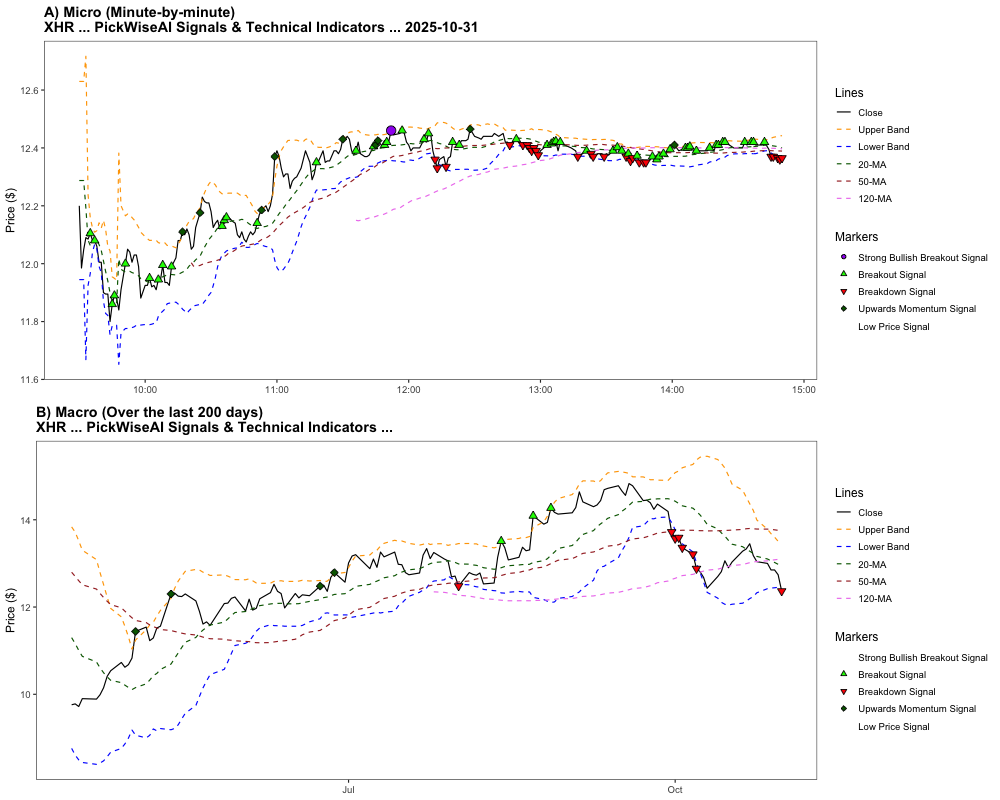 A) Micro (Minute-by-minute)
XHR ... PickWiseAI Signals & Technical Indicators ... 2025-10-31
Price ($)
12.6
12.4
12.2
12.0
11.8
11.6
10:00
11:00
12:00
13:00
14:00
15:00
Lines
Close
Upper Band
Lower Band
20-MA
50-MA
120-MA
Markers
Strong Bullish Breakout Signal
Breakout Signal
Breakdown Signal
Upwards Momentum Signal
Low Price Signal
B) Macro (Over the last 200 days)
XHR ... PickWiseAI Signals & Technical Indicators ...
Price ($)
14
12
10
Jul
Oct
Lines
Close
Upper Band
Lower Band
20-MA
50-MA
120-MA
Markers
Strong Bullish Breakout Signal
Breakout Signal
Breakdown Signal
Upwards Momentum Signal
Low Price Signal